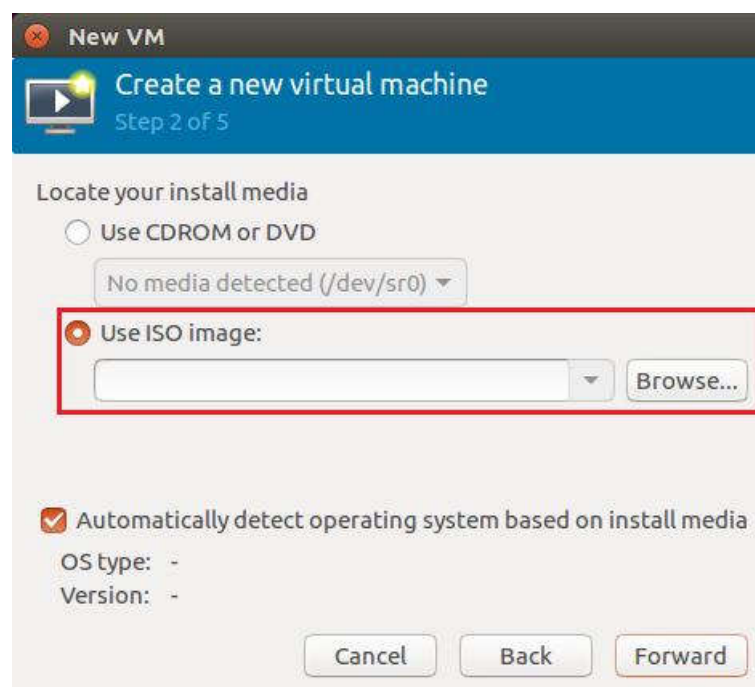 New VM
Create a new virtual machine
Step 2 of 5
Locate your install media
Use CDROM or DVD
No media detected (/dev/sr0)
Use ISO image:
Browse...
Automatically detect operating system based on install media
OS type: -
Version: -
Cancel Back Forward